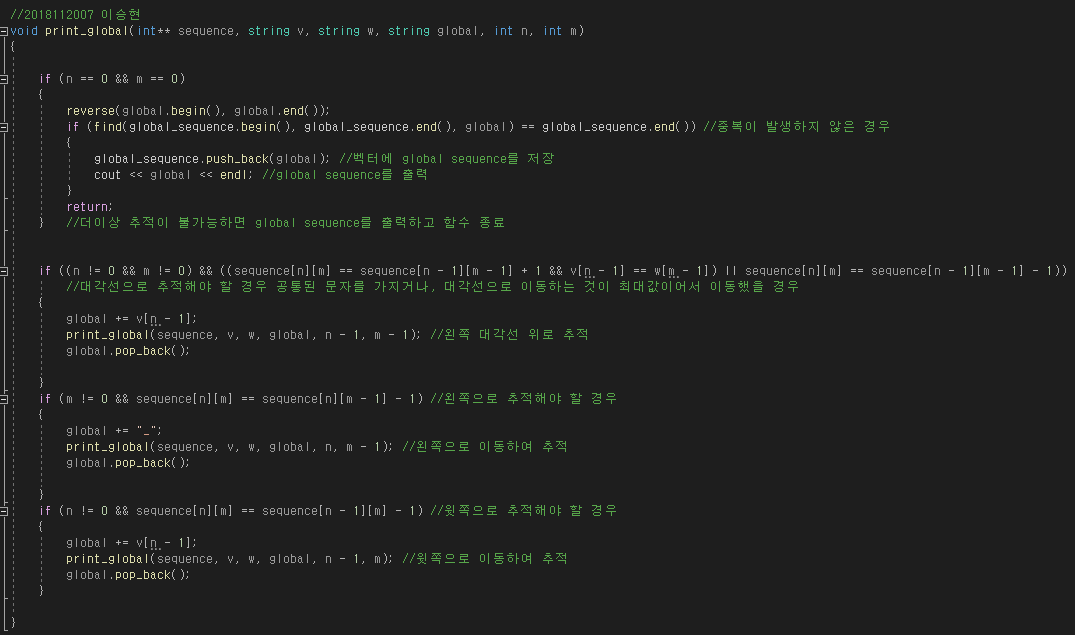 //2018112007 이승현
void print_global(int** sequence, string v, string w, string global, int n, int m)
{
if (n == 0 && m == 0)
{
reverse(global.begin(), global.end());
if (find(global_sequence.begin(), global_sequence.end(), global) == global_sequence.end()) //중복이 발생하지 않은 경우
{
global_sequence.push_back(global); //벡터에 global sequence를 저장
cout << global << endl; //global sequence를 출력
}
return;
} //더이상 추적이 불가능하면 global sequence를 출력하고 함수 종료
if ((n != 0 && m != 0) && ((sequence[n][m] == sequence[n - 1][m - 1] + 1 && v[n - 1] == w[m - 1]) || sequence[n][m] == sequence[n - 1][m - 1] - 1))
//대각선으로 추적해야 할 경우 공통된 문자를 가지거나, 대각선으로 이동하는 것이 최대값이어서 이동했을 경우
{
global += v[n - 1];
print_global(sequence, v, w, global, n - 1, m - 1); //왼쪽 대각선 위로 추적
global.pop_back();
}
if (m != 0 && sequence[n][m] == sequence[n][m - 1] - 1) //왼쪽으로 추적해야 할 경우
{
global += "_";
print_global(sequence, v, w, global, n, m - 1); //왼쪽으로 이동하여 추적
global.pop_back();
}
if (n != 0 && sequence[n][m] == sequence[n - 1][m] - 1) //윗쪽으로 추적해야 할 경우
{
global += v[n - 1];
print_global(sequence, v, w, global, n - 1, m); //윗쪽으로 이동하여 추적
global.pop_back();
}
}